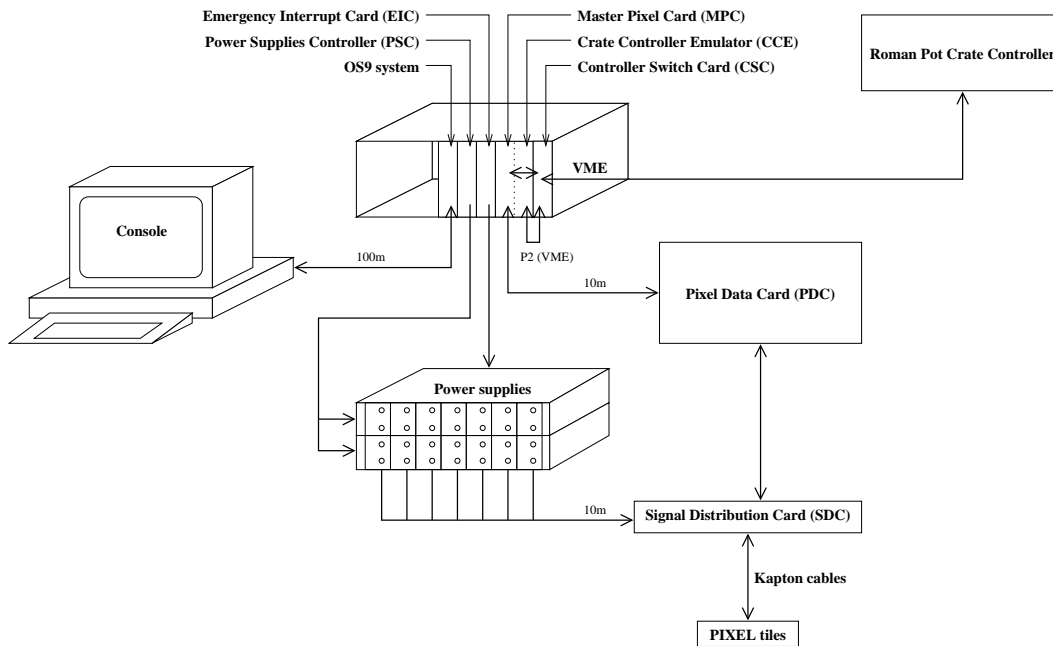 Emergency Interrupt Card (EIC)
Master Pixel Card (MPC)
Power Supplies Controller (PSC)
Crate Controller Emulator (CCE)
OS9 system
Controller Switch Card (CSC)
Roman Pot Crate Controller
VME
Console
P2 (VME)
100m
10m
Pixel Data Card (PDC)
Power supplies
10m
Signal Distribution Card (SDC)
Kapton cables
PIXEL tiles